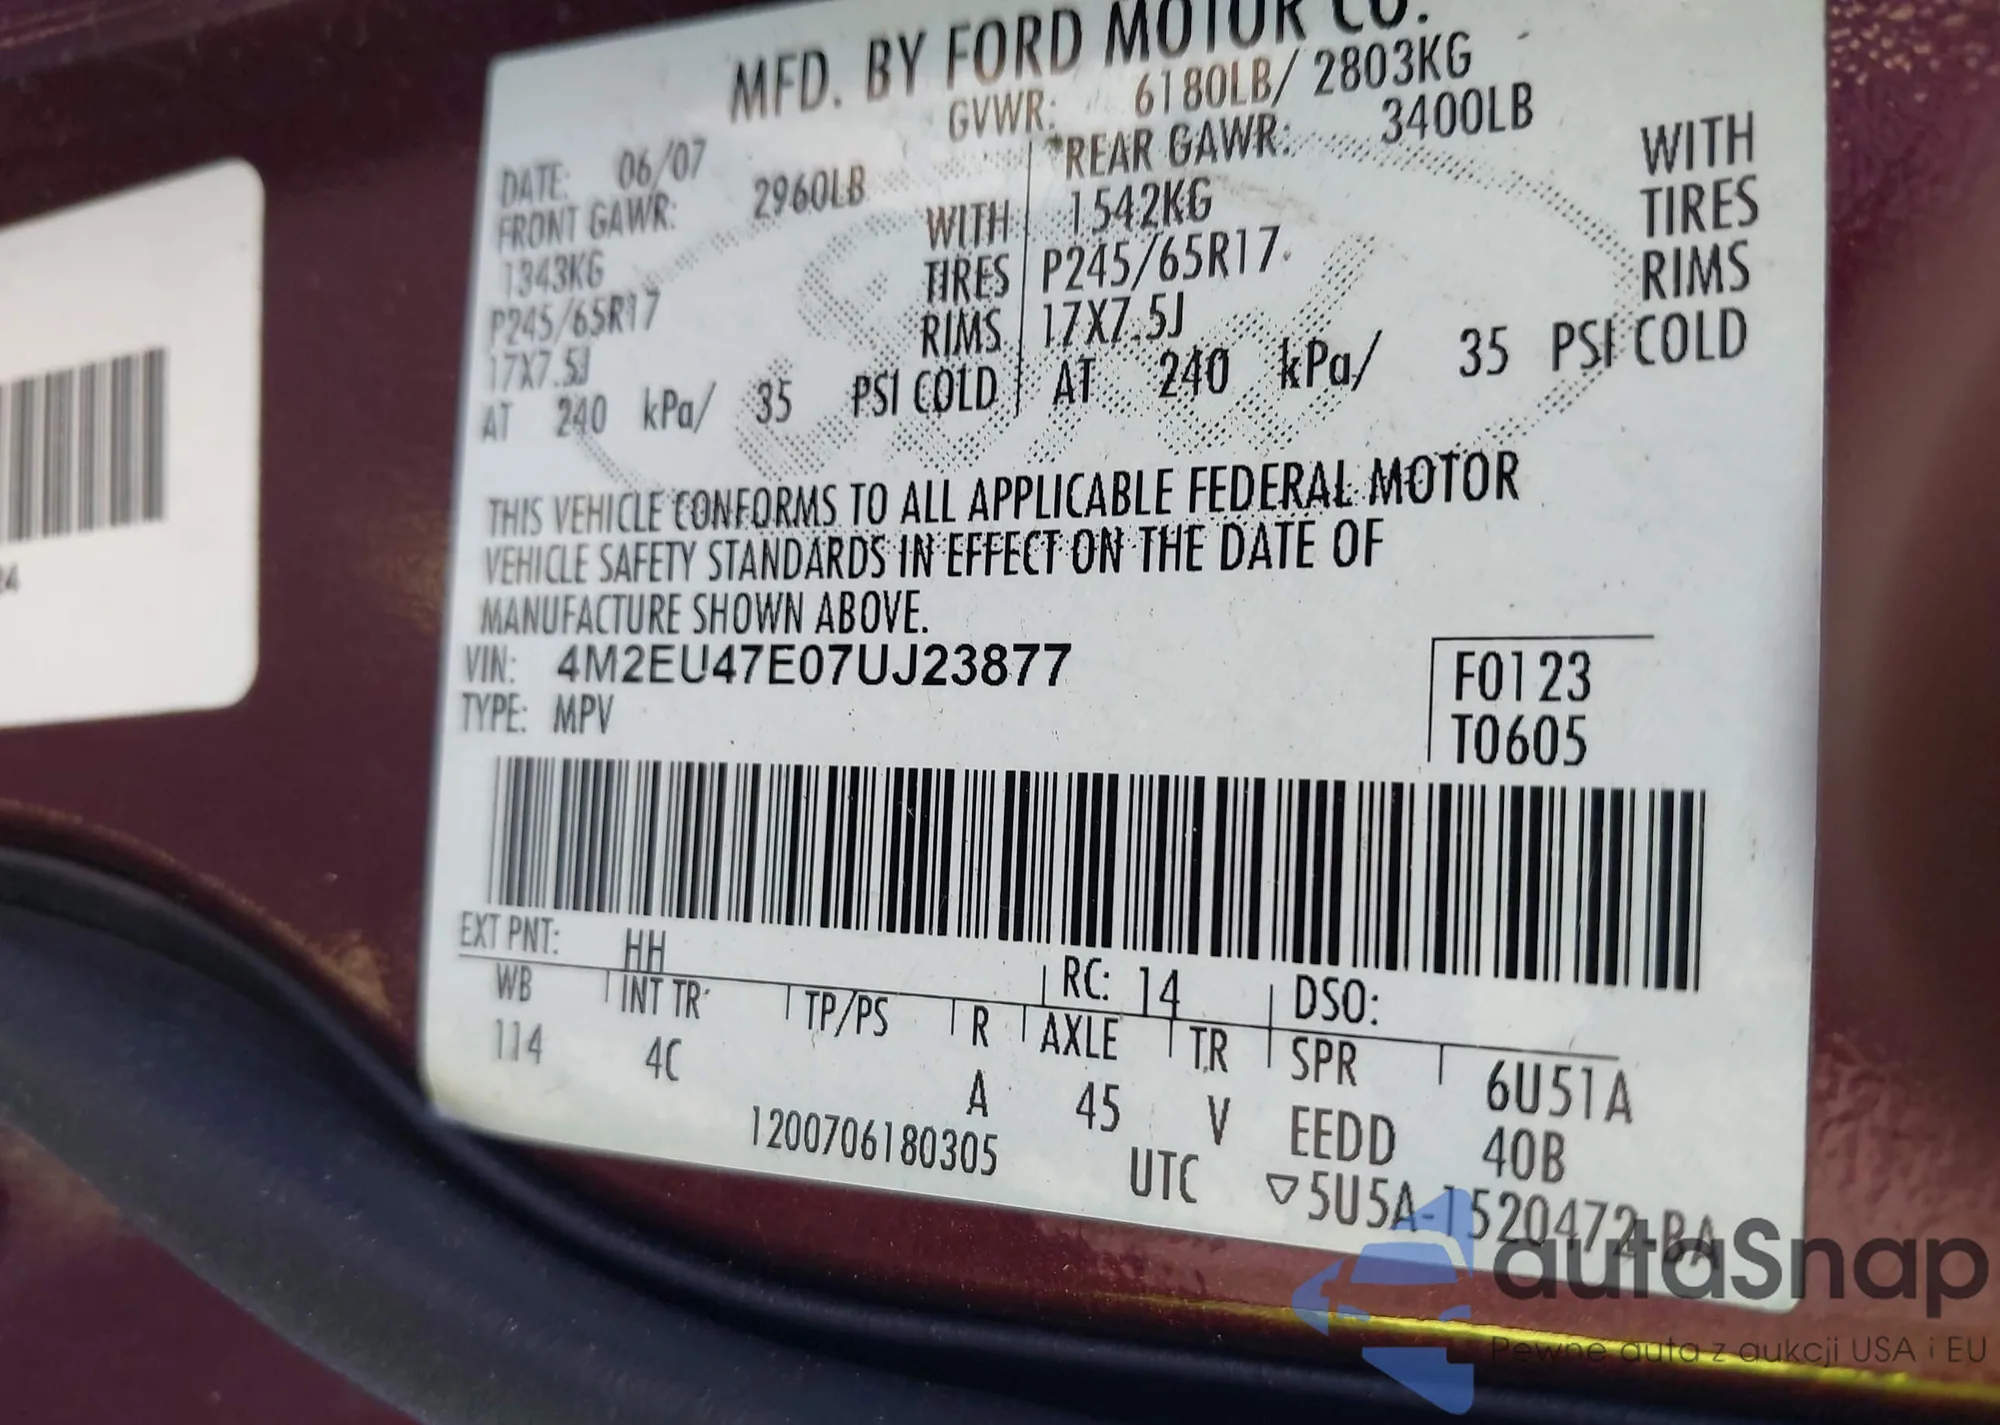 MFD. BY FORD MOTOR CO.
GVWR: 6180LB/ 2803KG
DATE: 06/07
FRONT GAWR: 2960LB
1343KG WITH
P245/65R17 TIRES
17X7.5J RIMS
AT 240 kPa/ 35 PSI COLD
REAR GAWR: 3400LB
1542KG WITH
P245/65R17 TIRES
17X7.5J RIMS
AT 240 kPa/ 35 PSI COLD
THIS VEHICLE CONFORMS TO ALL APPLICABLE FEDERAL MOTOR
VEHICLE SAFETY STANDARDS IN EFFECT ON THE DATE OF
MANUFACTURE SHOWN ABOVE.
VIN: 4M2EU47E07UJ23877
TYPE: MPV
F0123
T0605
EXT PNT: HH RC: 14 DSO:
WB INT TR TP/PS R AXLE TR SPR 6U51A
114 4C A 45 V EEDD 40B
1200706180305 UTC ▽5U5A-1520472-BA
autaSnap
Pewne auta z aukcji USA i EU